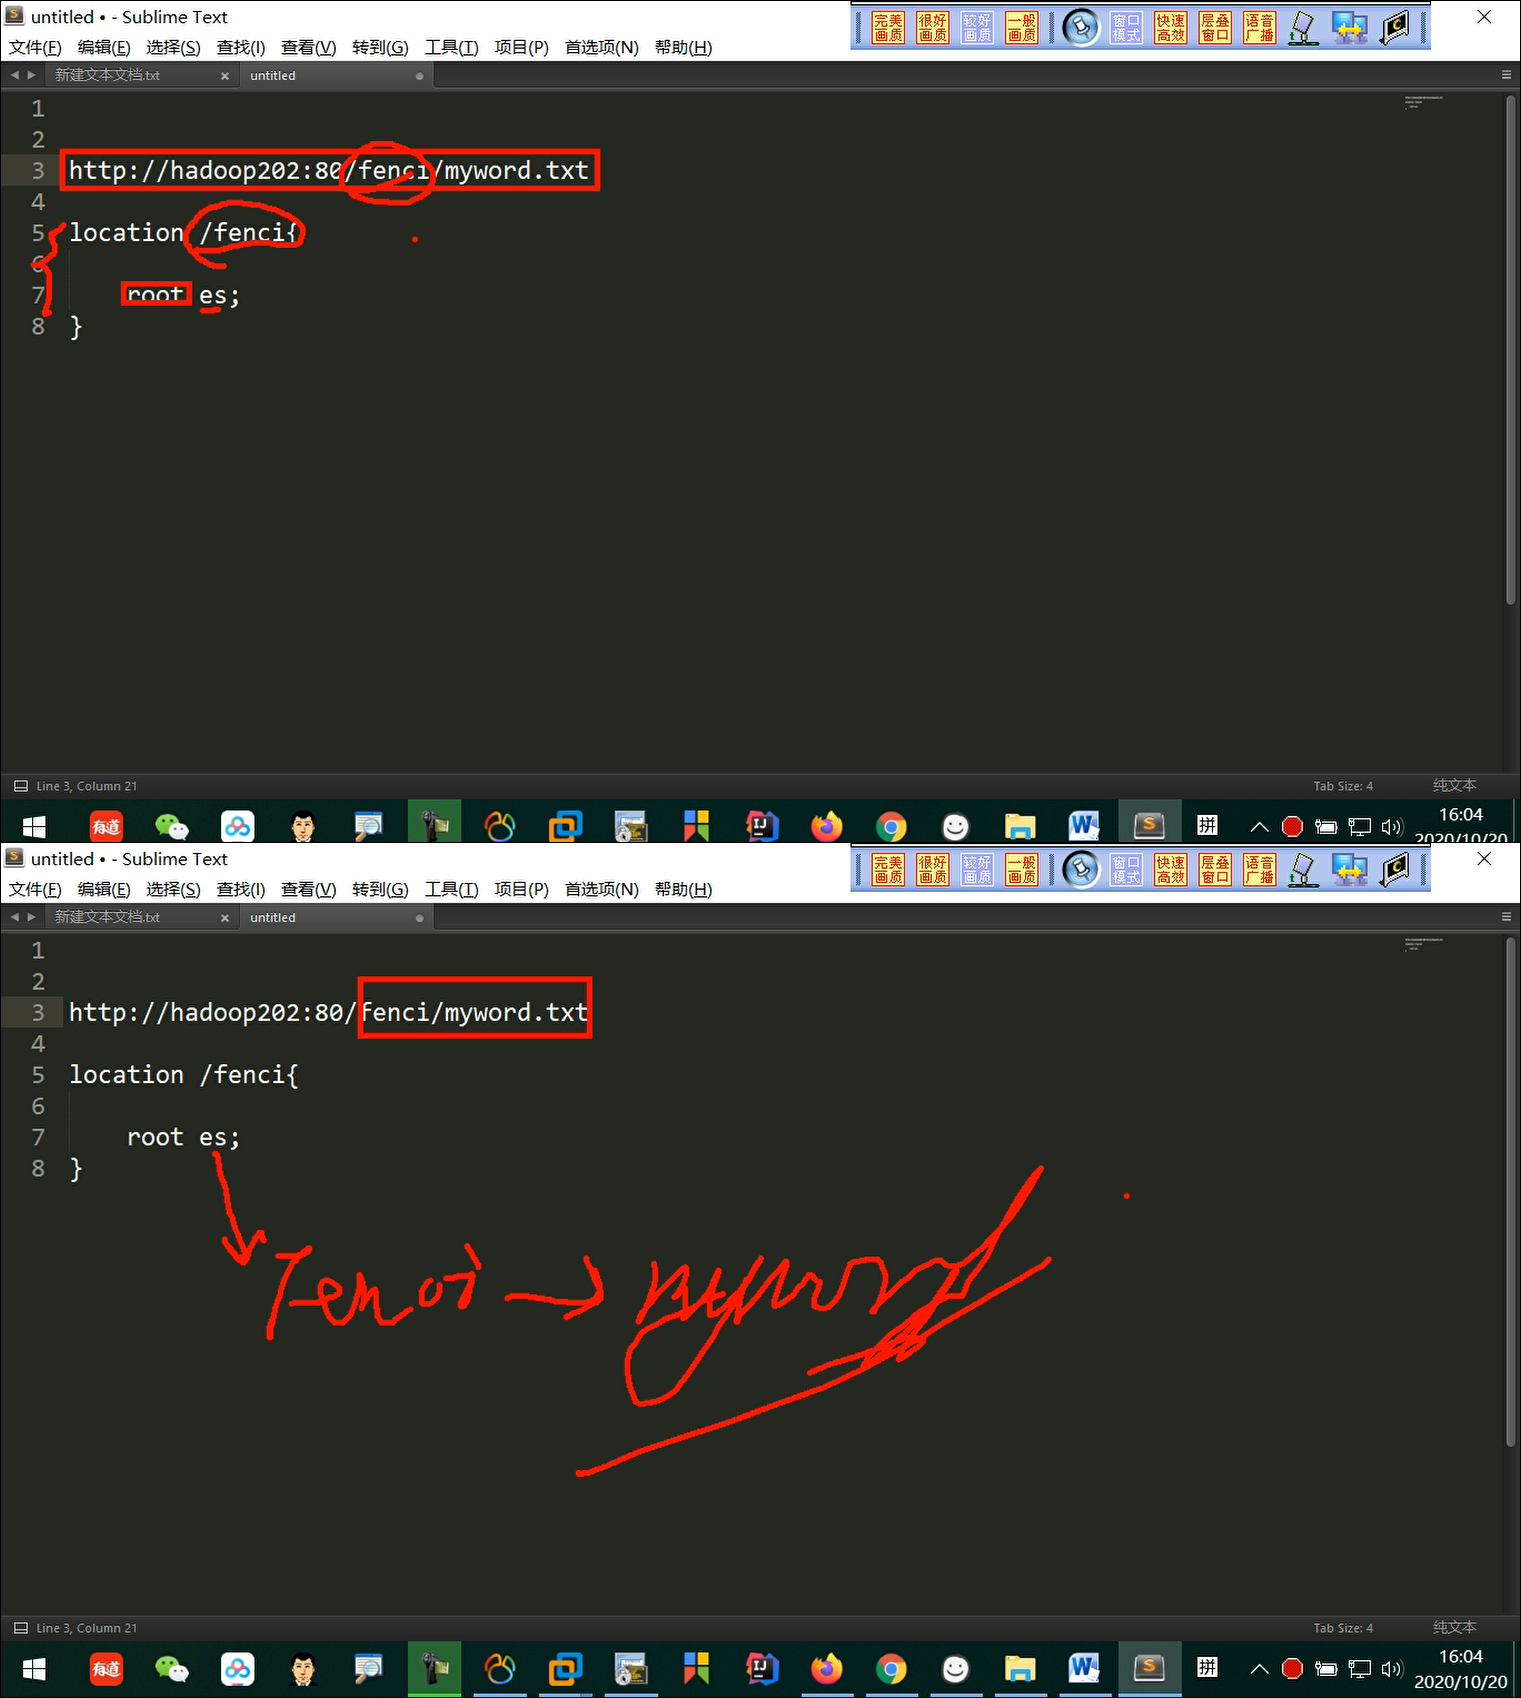 untitled • - Sublime Text
完美画质 很好画质 较好画质 一般画质 窗口模式 快速高效 层叠窗口 语音广播
文件(F) 编辑(E) 选择(S) 查找(I) 查看(V) 转到(G) 工具(T) 项目(P) 首选项(N) 帮助(H)
新建文本文档.txt × untitled
1
2
3 http://hadoop202:80/fenci/myword.txt
4
5 location /fenci{
6
7 root es;
8 }
Line 3, Column 21 Tab Size: 4 纯文本
有道 IJ W S 拼 16:04
2020/10/20
untitled • - Sublime Text
完美画质 很好画质 较好画质 一般画质 窗口模式 快速高效 层叠窗口 语音广播
文件(F) 编辑(E) 选择(S) 查找(I) 查看(V) 转到(G) 工具(T) 项目(P) 首选项(N) 帮助(H)
新建文本文档.txt × untitled
1
2
3 http://hadoop202:80/fenci/myword.txt
4
5 location /fenci{
6
7 root es;
8 }
fenci → myword
Line 3, Column 21 Tab Size: 4 纯文本
有道 IJ W S 拼 16:04
2020/10/20